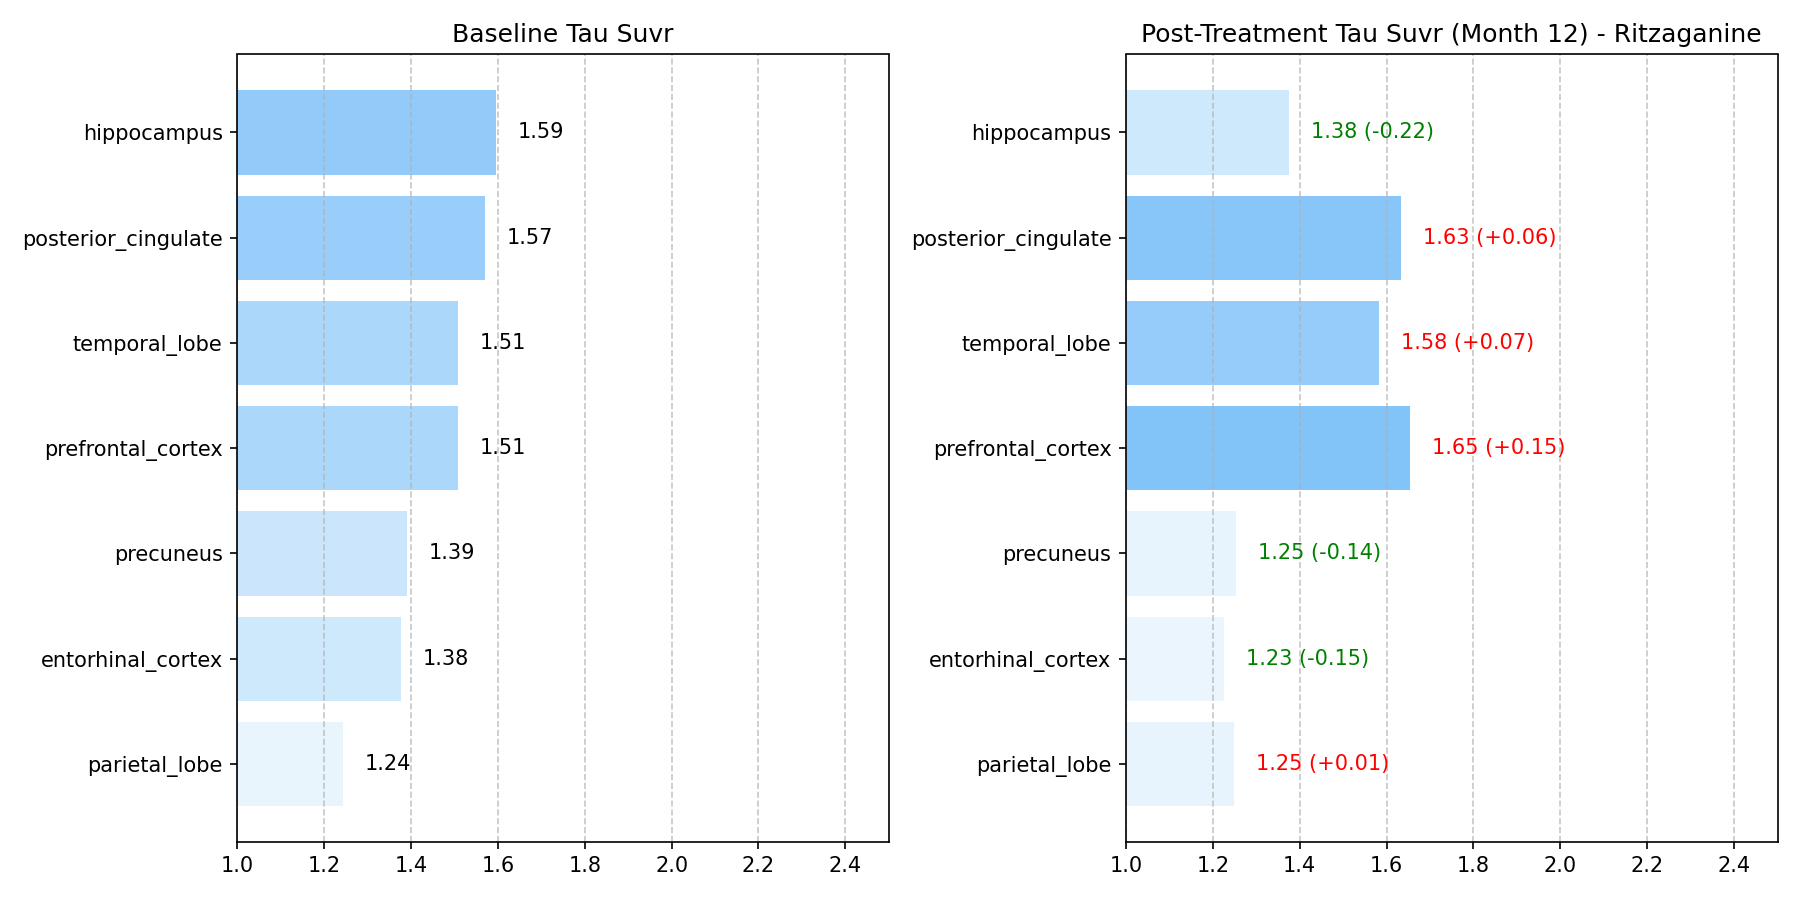 Baseline Tau Suvr
hippocampus 1.59
posterior_cingulate 1.57
temporal_lobe 1.51
prefrontal_cortex 1.51
precuneus 1.39
entorhinal_cortex 1.38
parietal_lobe 1.24
1.0 1.2 1.4 1.6 1.8 2.0 2.2 2.4
Post-Treatment Tau Suvr (Month 12) - Ritzaganine
hippocampus 1.38 (-0.22)
posterior_cingulate 1.63 (+0.06)
temporal_lobe 1.58 (+0.07)
prefrontal_cortex 1.65 (+0.15)
precuneus 1.25 (-0.14)
entorhinal_cortex 1.23 (-0.15)
parietal_lobe 1.25 (+0.01)
1.0 1.2 1.4 1.6 1.8 2.0 2.2 2.4